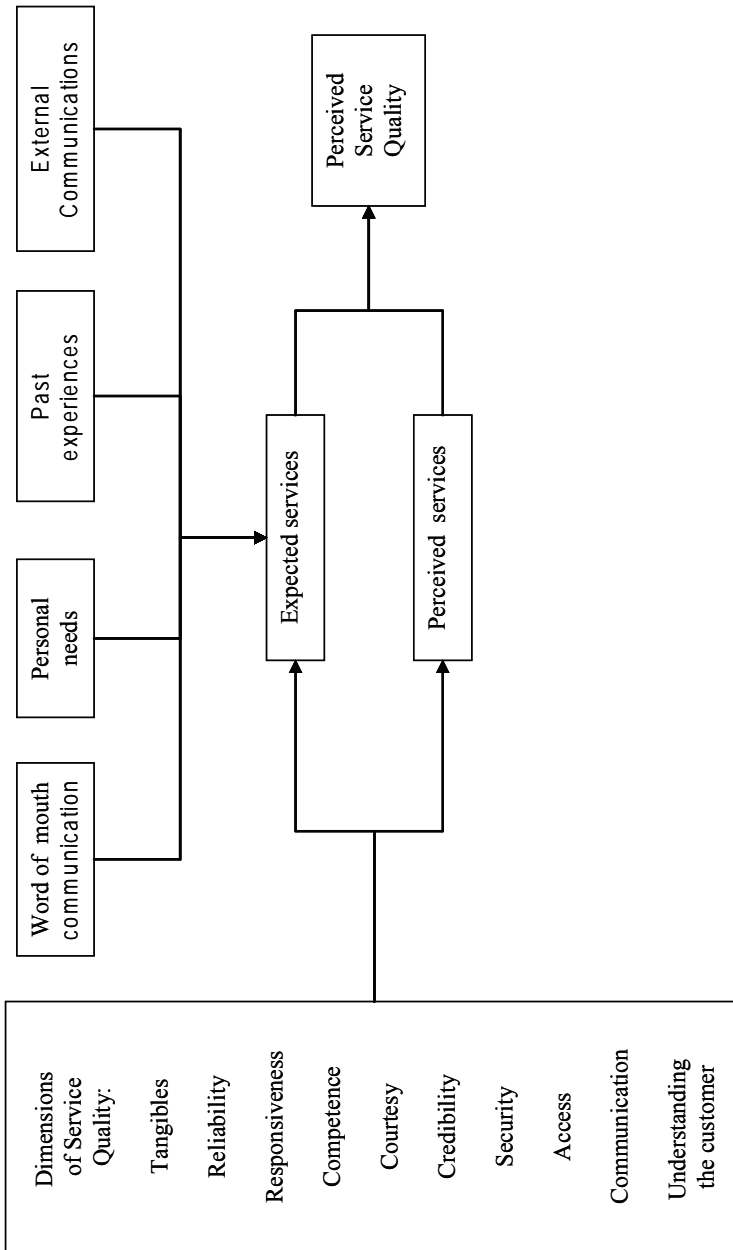 Dimensions
of Service
Quality:
Tangibles
Reliability
Responsiveness
Competence
Courtesy
Credibility
Security
Access
Communication
Understanding
the customer
Word of mouth
communication
Personal
needs
Past
experiences
External
Communications
Expected services
Perceived services
Perceived
Service
Quality